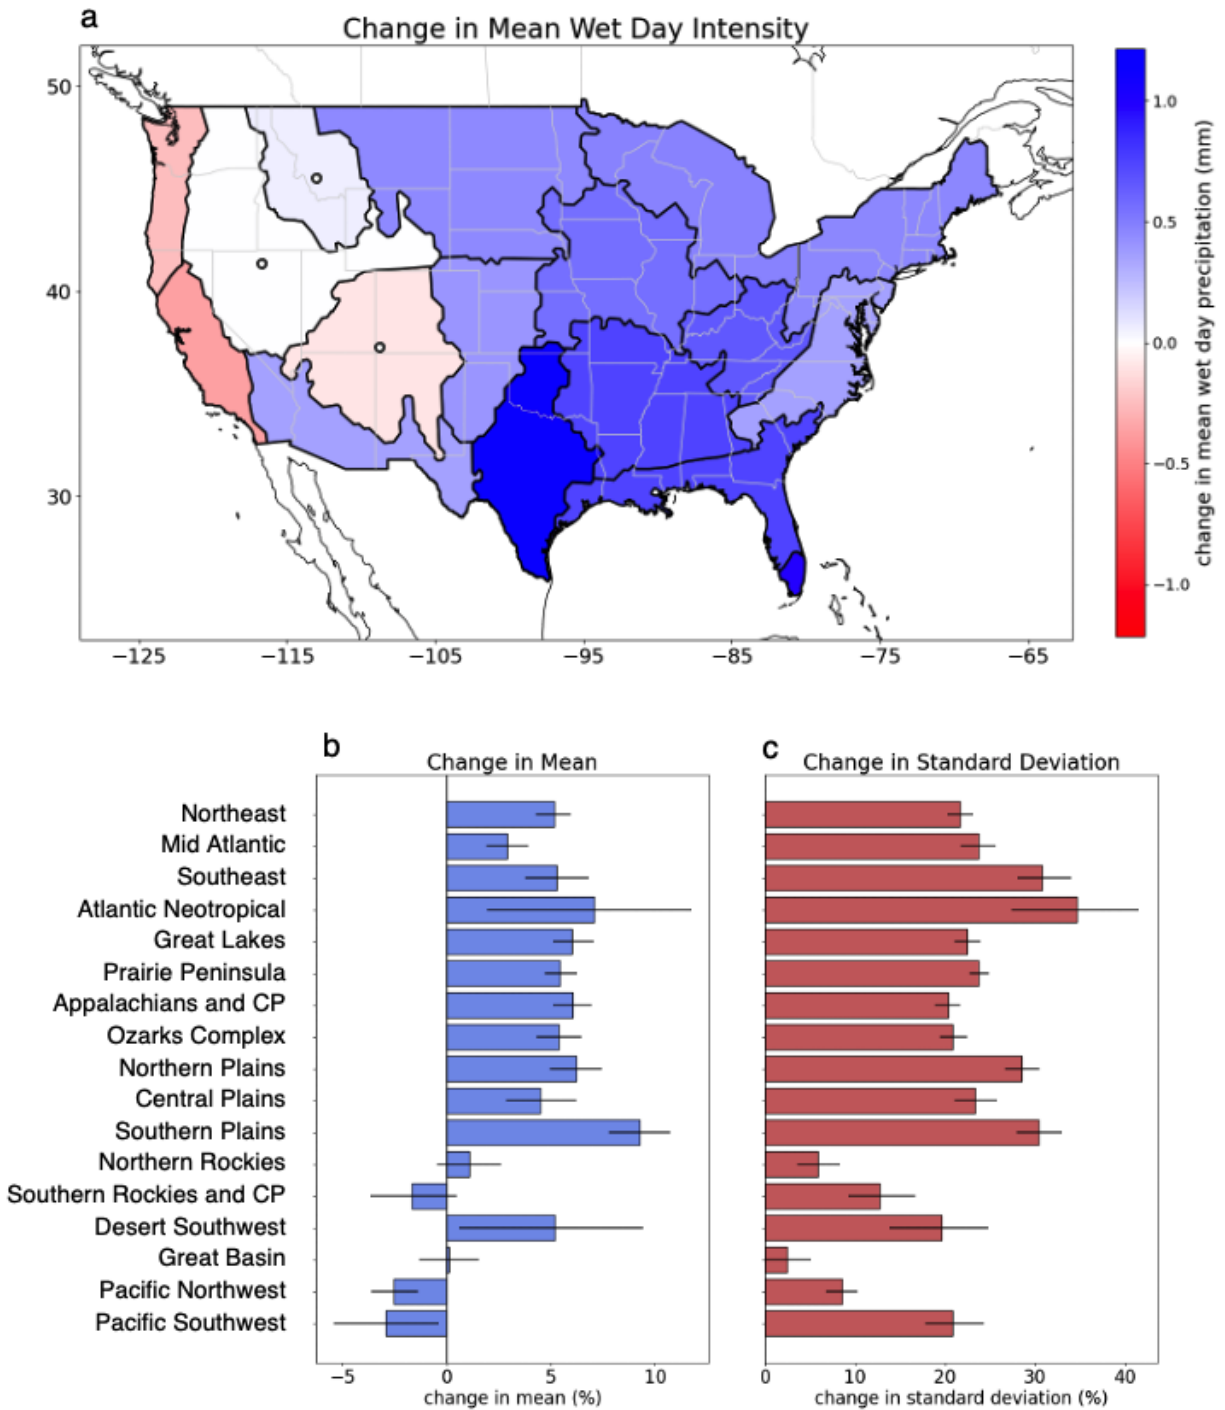 a
Change in Mean Wet Day Intensity
50
40
30
−125
−115
−105
−95
−85
−75
−65
1.0
0.5
0.0
−0.5
−1.0
change in mean wet day precipitation (mm)
b
Change in Mean
c
Change in Standard Deviation
Northeast
Mid Atlantic
Southeast
Atlantic Neotropical
Great Lakes
Prairie Peninsula
Appalachians and CP
Ozarks Complex
Northern Plains
Central Plains
Southern Plains
Northern Rockies
Southern Rockies and CP
Desert Southwest
Great Basin
Pacific Northwest
Pacific Southwest
−5 0 5 10
change in mean (%)
0 10 20 30 40
change in standard deviation (%)